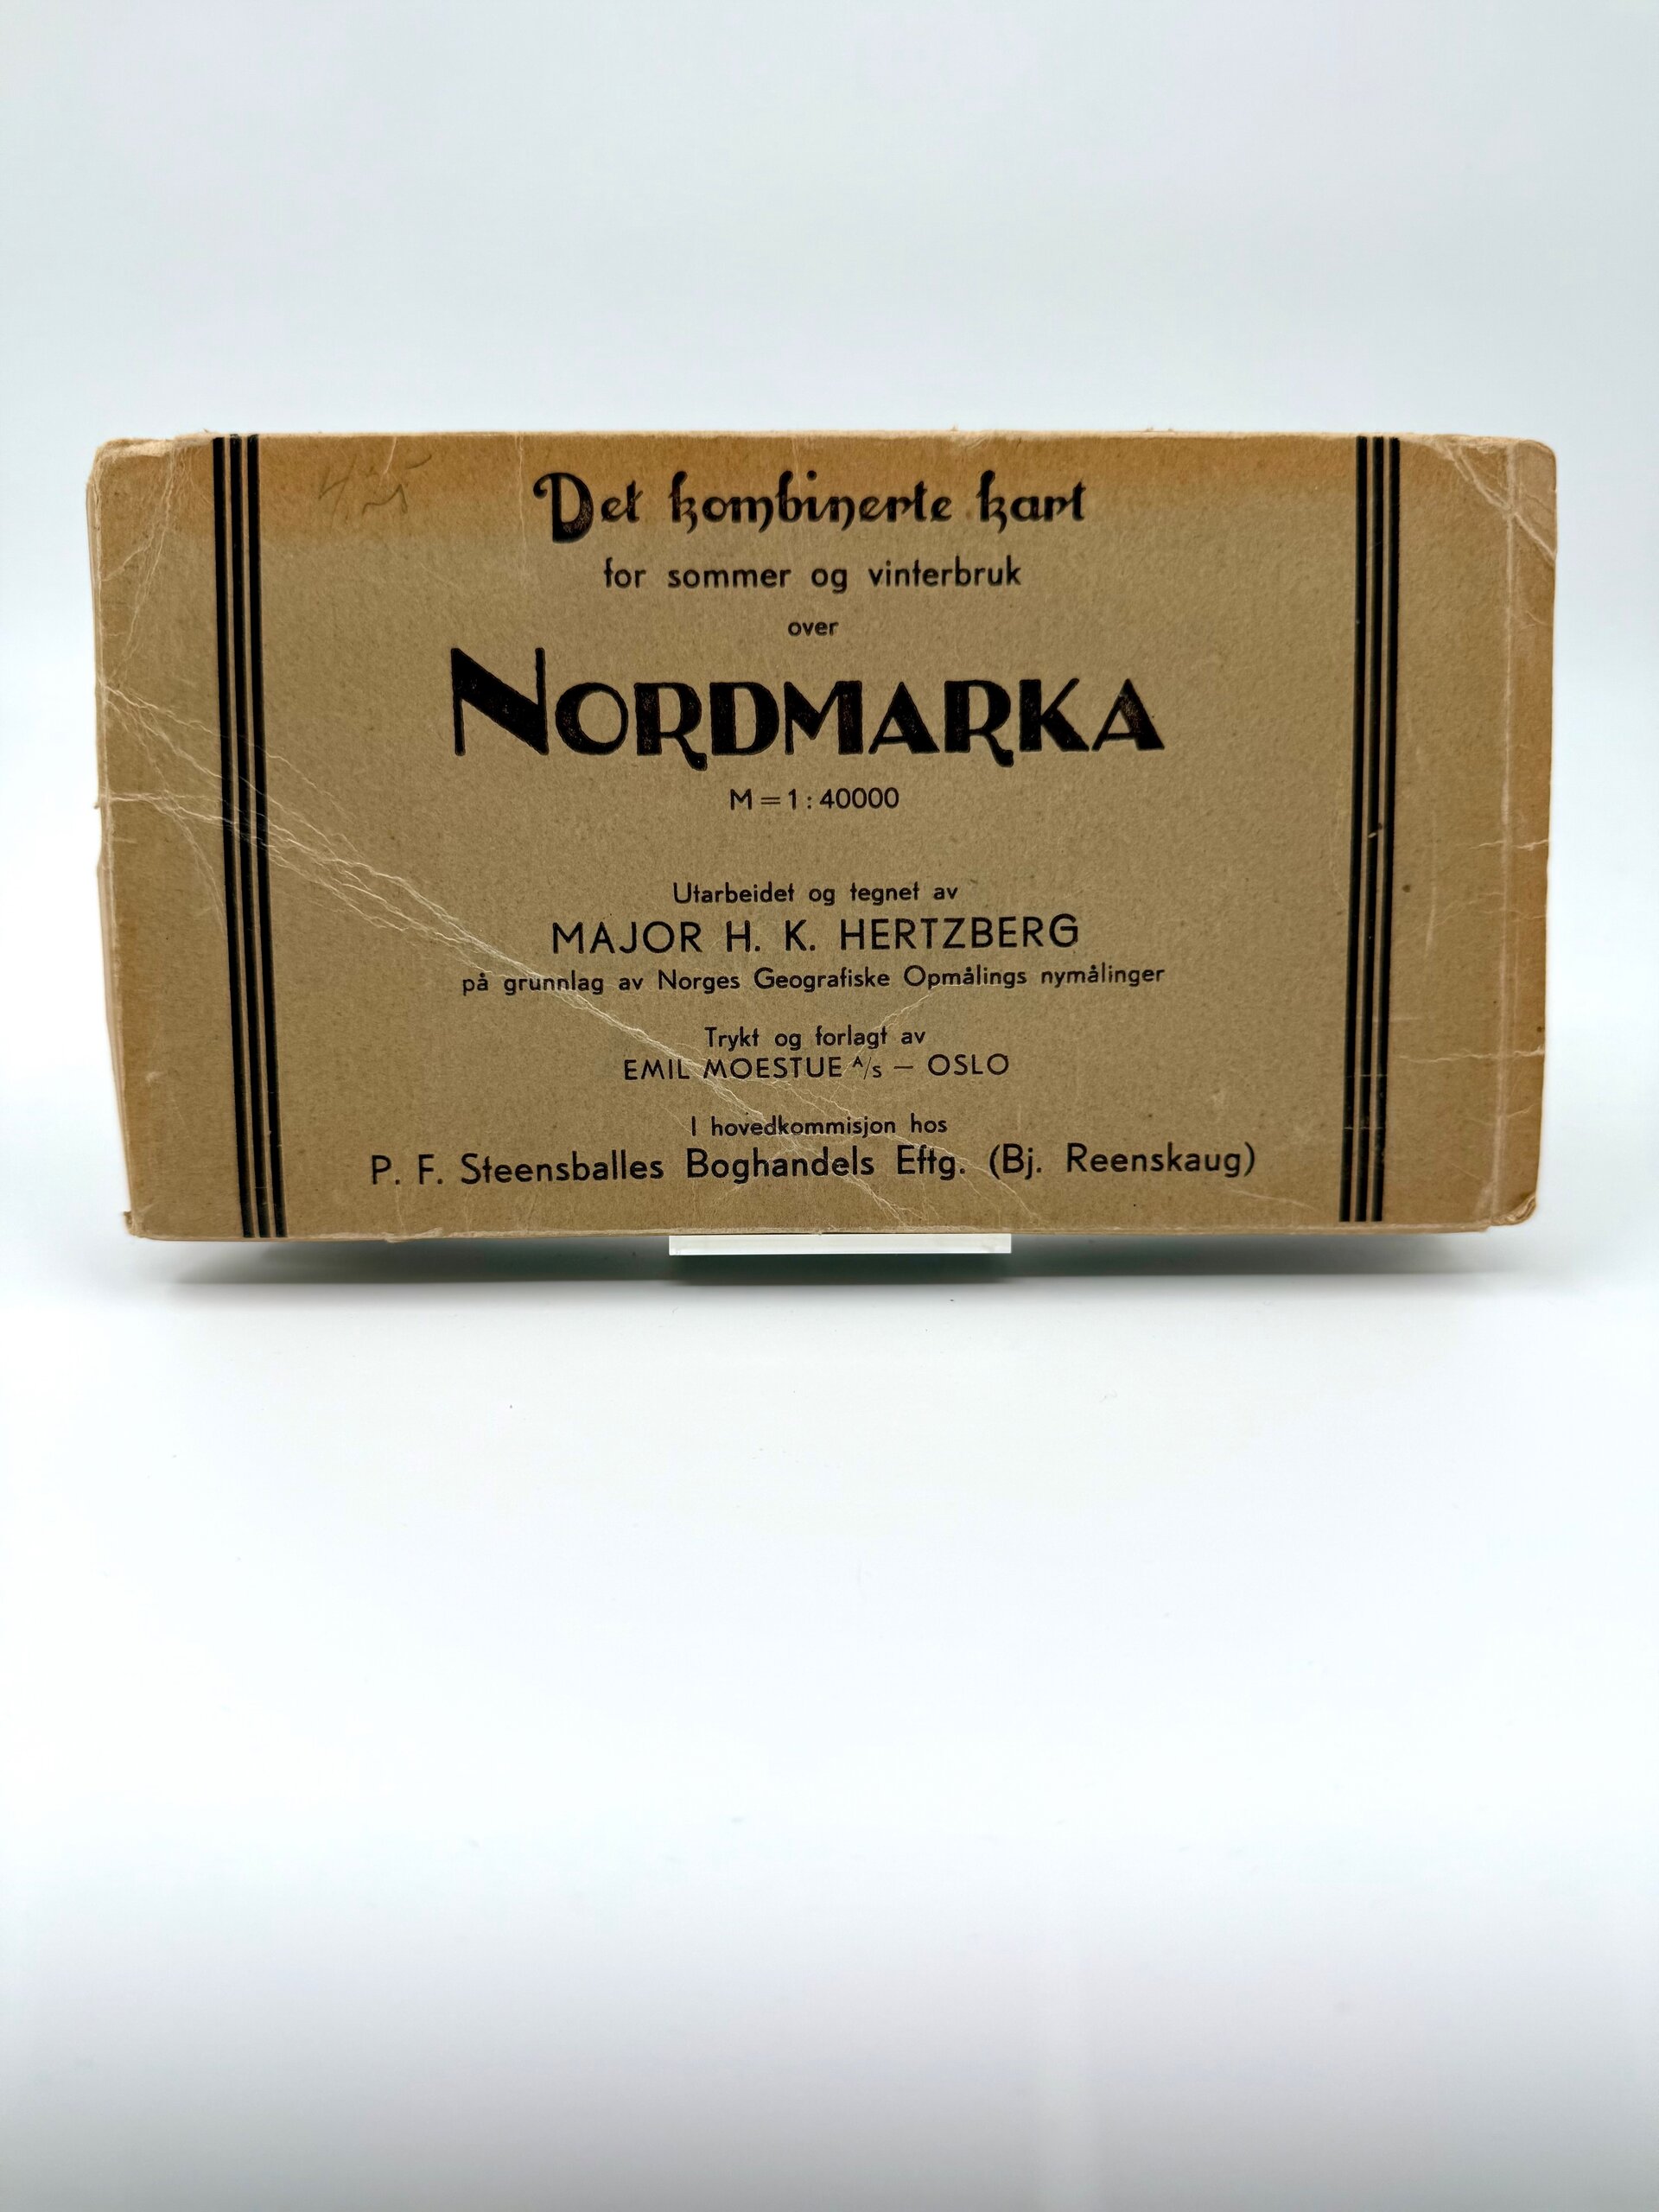 Det kombinerte kart
for sommer og vinterbruk
over
NORDMARKA
M = 1 : 40000
Utarbeidet og tegnet av
MAJOR H. K. HERTZBERG
på grunnlag av Norges Geografiske Opmålings nymålinger
Trykt og forlagt av
EMIL MOESTUE A/s — OSLO
I hovedkommisjon hos
P. F. Steensballes Boghandels Eftg. (Bj. Reenskaug)